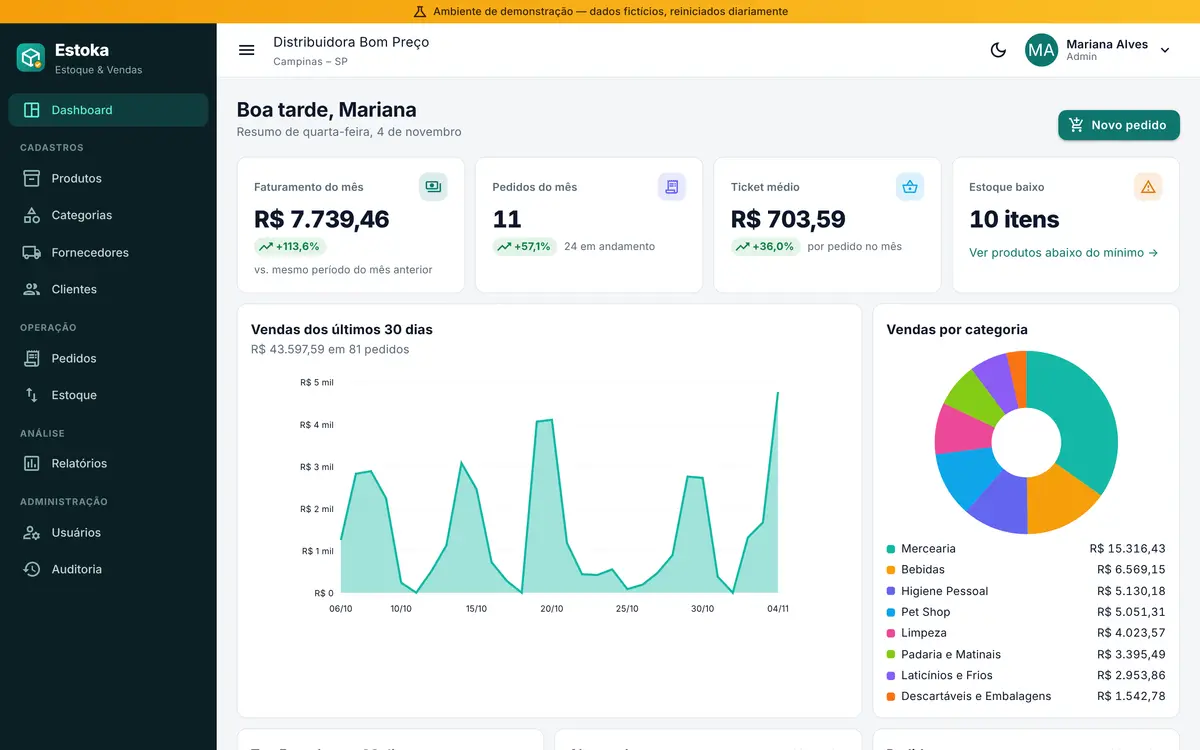 Ambiente de demonstração — dados fictícios, reiniciados diariamente
Estoka
Estoque & Vendas
Dashboard
CADASTROS
Produtos
Categorias
Fornecedores
Clientes
OPERAÇÃO
Pedidos
Estoque
ANÁLISE
Relatórios
ADMINISTRAÇÃO
Usuários
Auditoria
Distribuidora Bom Preço
Campinas – SP
MA
Mariana Alves
Admin
Boa tarde, Mariana
Resumo de quarta-feira, 4 de novembro
Novo pedido
Faturamento do mês
R$ 7.739,46
+113,6%
vs. mesmo período do mês anterior
Pedidos do mês
11
+57,1% 24 em andamento
Ticket médio
R$ 703,59
+36,0% por pedido no mês
Estoque baixo
10 itens
Ver produtos abaixo do mínimo →
Vendas dos últimos 30 dias
R$ 43.597,59 em 81 pedidos
R$ 5 mil
R$ 4 mil
R$ 3 mil
R$ 2 mil
R$ 1 mil
R$ 0
06/10 10/10 15/10 20/10 25/10 30/10 04/11
Vendas por categoria
Mercearia R$ 15.316,43
Bebidas R$ 6.569,15
Higiene Pessoal R$ 5.130,18
Pet Shop R$ 5.051,31
Limpeza R$ 4.023,57
Padaria e Matinais R$ 3.395,49
Laticínios e Frios R$ 2.953,86
Descartáveis e Embalagens R$ 1.542,78